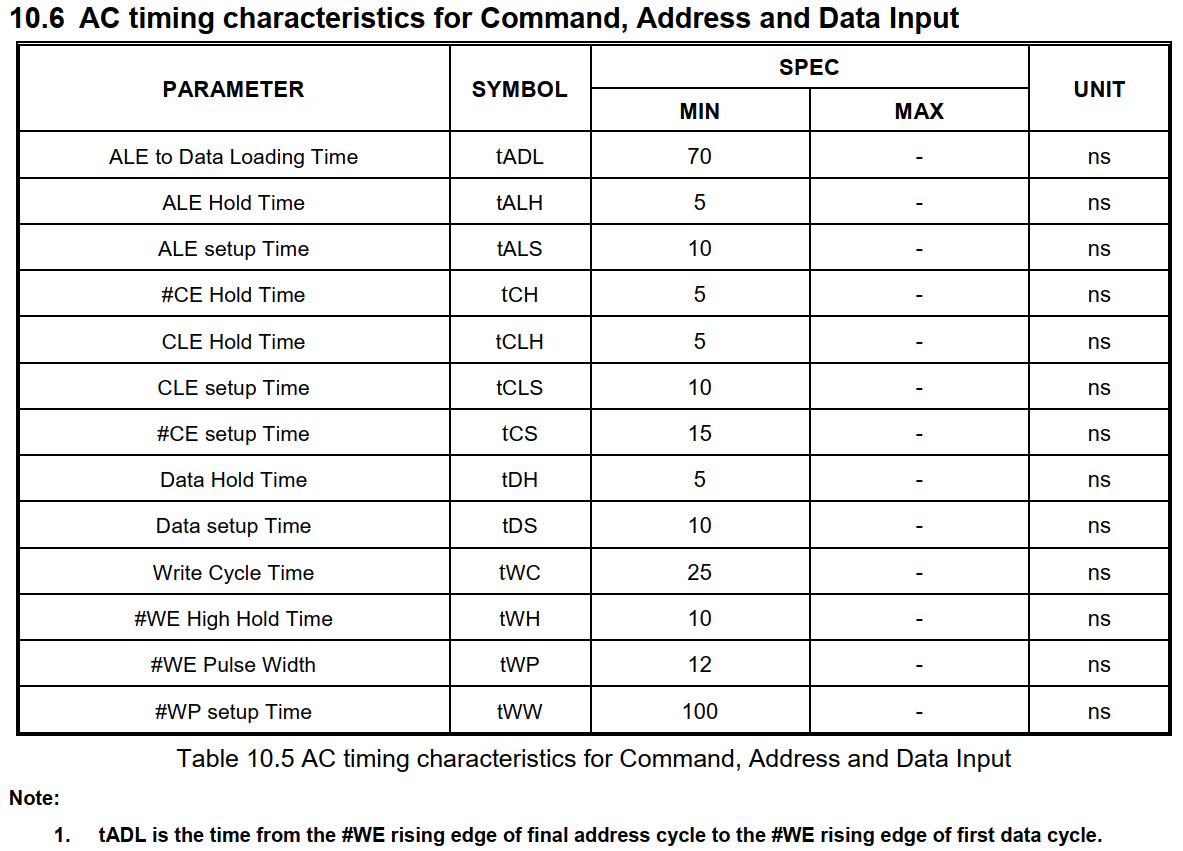 10.6 AC timing characteristics for Command, Address and Data Input
PARAMETER SYMBOL SPEC UNIT
MIN MAX
ALE to Data Loading Time tADL 70 - ns
ALE Hold Time tALH 5 - ns
ALE setup Time tALS 10 - ns
#CE Hold Time tCH 5 - ns
CLE Hold Time tCLH 5 - ns
CLE setup Time tCLS 10 - ns
#CE setup Time tCS 15 - ns
Data Hold Time tDH 5 - ns
Data setup Time tDS 10 - ns
Write Cycle Time tWC 25 - ns
#WE High Hold Time tWH 10 - ns
#WE Pulse Width tWP 12 - ns
#WP setup Time tWW 100 - ns
Table 10.5 AC timing characteristics for Command, Address and Data Input
Note:
1. tADL is the time from the #WE rising edge of final address cycle to the #WE rising edge of first data cycle.